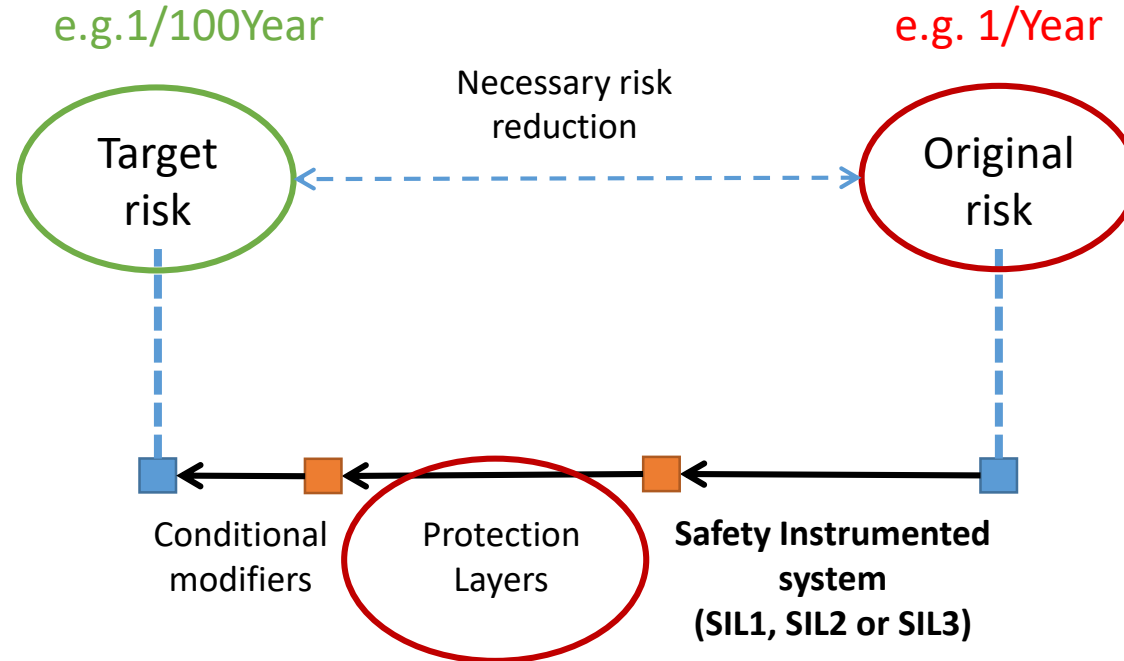 e.g.1/100Year
e.g. 1/Year
Necessary risk
reduction
Target
risk
Original
risk
Conditional
modifiers
Protection
Layers
Safety Instrumented
system
(SIL1, SIL2 or SIL3)